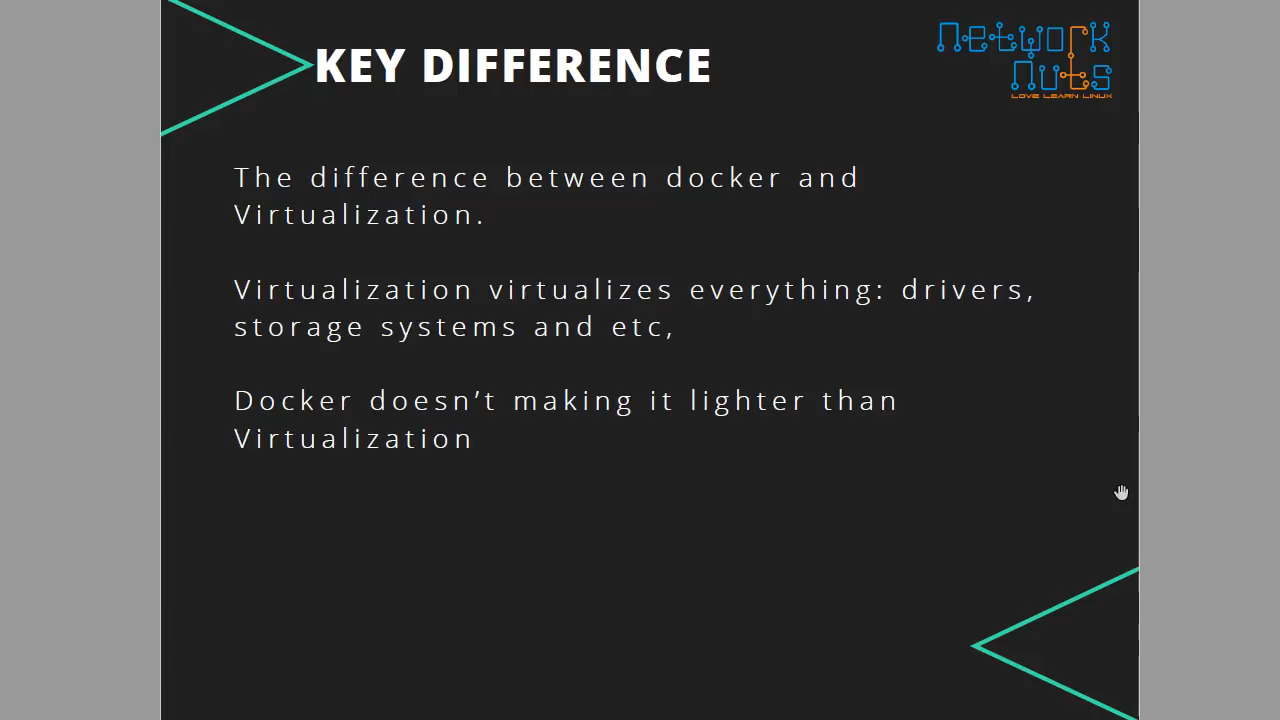 KEY DIFFERENCE
Network
Nuts
LOVE LEARN LINUX
The difference between docker and
Virtualization.
Virtualization virtualizes everything: drivers,
storage systems and etc,
Docker doesn’t making it lighter than
Virtualization